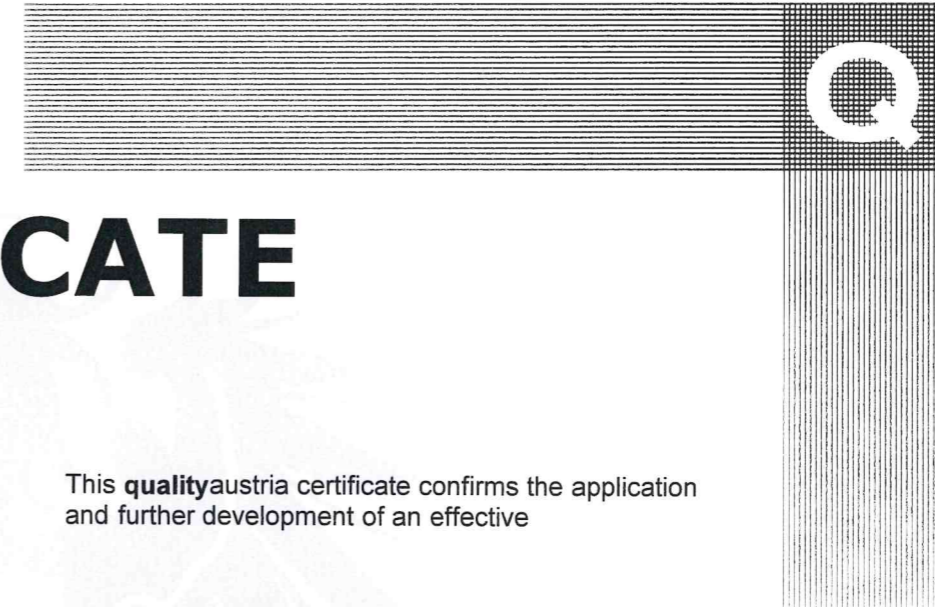 Q
CATE
This qualityaustria certificate confirms the application
and further development of an effective